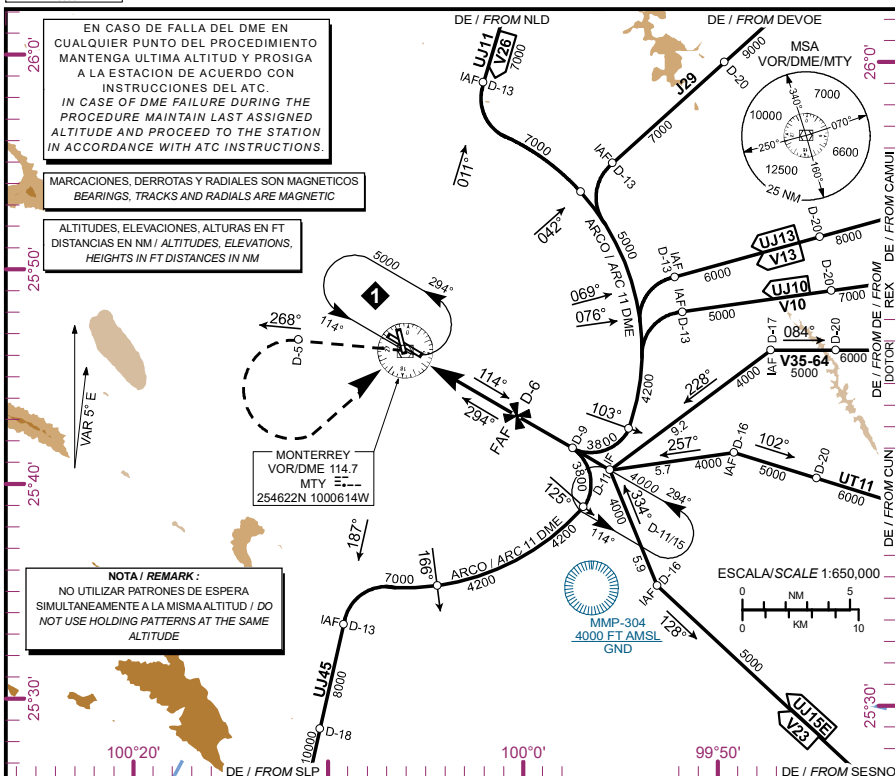 EN CASO DE FALLA DEL DME EN
CUALQUIER PUNTO DEL PROCEDIMIENTO
MANTENGA ULTIMA ALTITUD Y PROSIGA
A LA ESTACION DE ACUERDO CON
INSTRUCCIONES DEL ATC.
IN CASE OF DME FAILURE DURING THE
PROCEDURE MAINTAIN LAST ASSIGNED
ALTITUDE AND PROCEED TO THE STATION
IN ACCORDANCE WITH ATC INSTRUCTIONS.
MARCACIONES, DERROTAS Y RADIALES SON MAGNETICOS
BEARINGS, TRACKS AND RADIALS ARE MAGNETIC
ALTITUDES, ELEVACIONES, ALTURAS EN FT
DISTANCIAS EN NM / ALTITUDES, ELEVATIONS,
HEIGHTS IN FT DISTANCES IN NM
DE / FROM NLD
UJ11
V26
7000
IAF D-13
7000
011°
DE / FROM DEVOE
9000
D-20
J29
7000
IAF D-13
042°
5000
ARCO / ARC 11 DME
MSA
VOR/DME/MTY
340°
7000
10000
070°
250°
6600
12500
160°
25 NM
DE / FROM CAMUI
D-20
UJ13
V13
8000
IAF
D-13
6000
069°
DE / FROM REX
D-20
UJ10
V10
7000
IAF D-13
5000
076°
DE / FROM DOTOR
D-17
IAF
084°
D-20
V35-64
5000
6000
4000
228°
9.2
4200
103°
3800
D-9
257°
5.7
4000
IAF D-16
102°
5000
D-20
UT11
6000
DE / FROM CUN
5000
294°
1
114°
268°
D-5
114°
294°
D-6
FAF
MONTERREY
VOR/DME 114.7
MTY
254622N 1000614W
IF
D-11
4000
294°
D-11/15
114°
3800
125°
4200
334°
4000
5.9
IAF D-16
128°
5000
UJ15E
V23
DE / FROM SESNO
ARCO / ARC 11 DME
4200
166°
7000
187°
IAF D-13
UJ45
8000
D-18
10000
DE / FROM SLP
MMP-304
4000 FT AMSL
GND
ESCALA/SCALE 1:650,000
0 NM 5
0 KM 10
NOTA / REMARK :
NO UTILIZAR PATRONES DE ESPERA
SIMULTANEAMENTE A LA MISMA ALTITUD / DO
NOT USE HOLDING PATTERNS AT THE SAME
ALTITUDE
VAR 5° E
26°0'
25°50'
25°40'
25°30'
26°0'
25°50'
25°40'
25°30'
100°20'
100°0'
99°50'